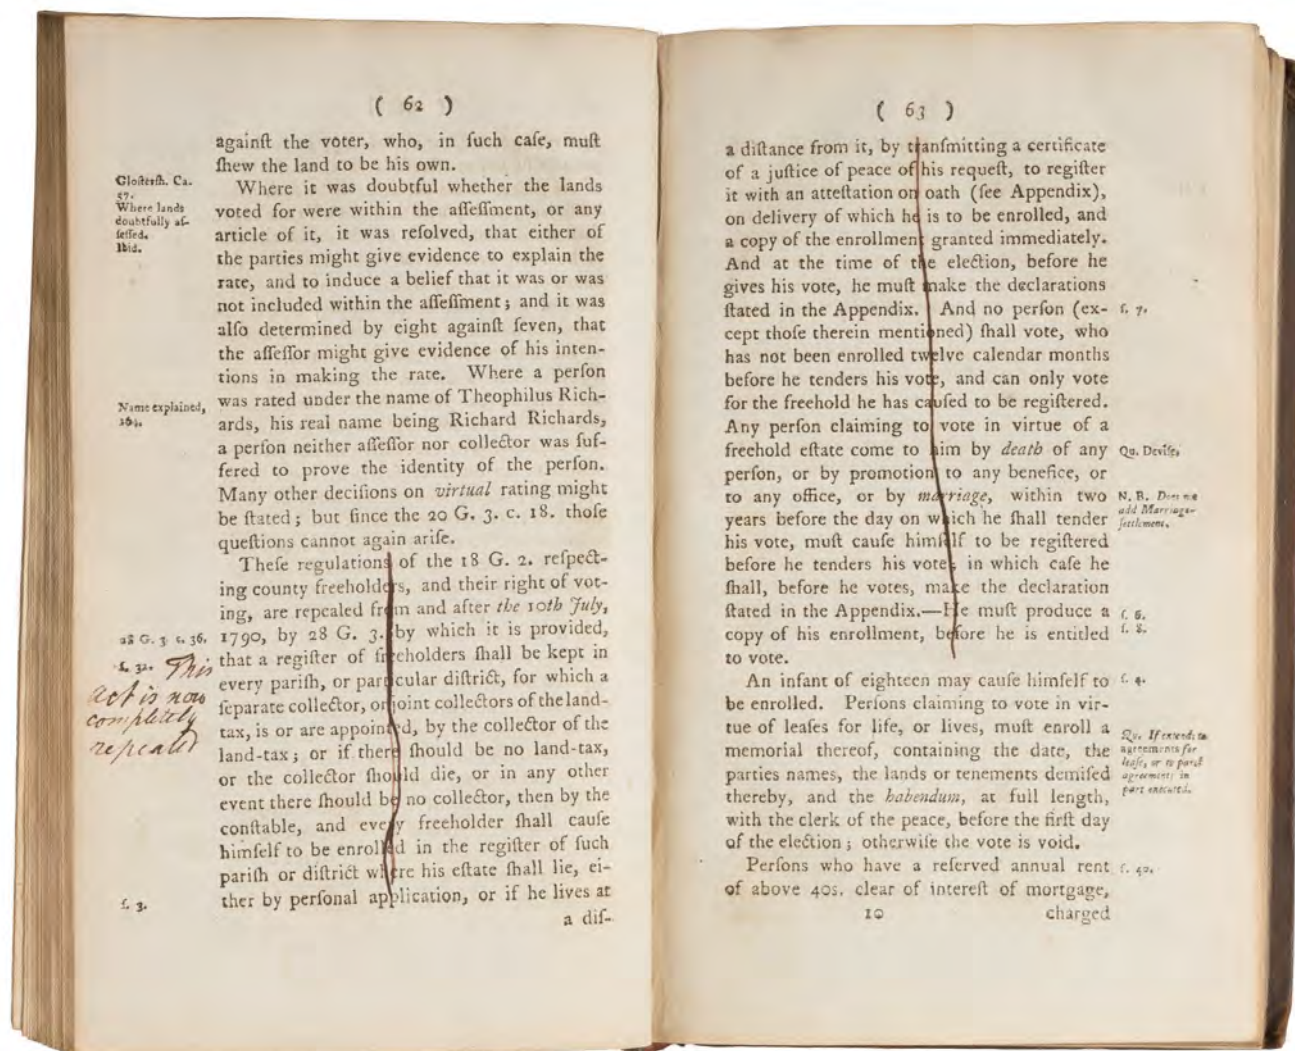 ( 62 )
againſt the voter, who, in ſuch caſe, muſt
ſhew the land to be his own.
Gloſterſh. Ca.
57.
Where lands
doubtfully aſ-
ſeſſed.
Ibid.
Where it was doubtful whether the lands
voted for were within the aſſeſſment, or any
article of it, it was reſolved, that either of
the parties might give evidence to explain the
rate, and to induce a belief that it was or was
not included within the aſſeſſment; and it was
alſo determined by eight againſt ſeven, that
the aſſeſſor might give evidence of his inten-
tions in making the rate. Where a perſon
Name explained,
164.
was rated under the name of Theophilus Rich-
ards, his real name being Richard Richards,
a perſon neither aſſeſſor nor collector was ſuf-
fered to prove the identity of the perſon.
Many other deciſions on virtual rating might
be ſtated; but ſince the 20 G. 3. c. 18. thoſe
queſtions cannot again ariſe.
Theſe regulations of the 18 G. 2. reſpect-
ing county freeholders, and their right of vot-
ing, are repealed from and after the 10th July,
28 G. 3. c. 36.
1790, by 28 G. 3. by which it is provided,
ſ. 32.
This
act is now
completely
repealed
that a regiſter of freeholders ſhall be kept in
every pariſh, or particular diſtrict, for which a
ſeparate collector, or joint collectors of the land-
tax, is or are appointed, by the collector of the
land-tax; or if there ſhould be no land-tax,
or the collector ſhould die, or in any other
event there ſhould be no collector, then by the
conſtable, and every freeholder ſhall cauſe
himſelf to be enrolled in the regiſter of ſuch
pariſh or diſtrict where his eſtate ſhall lie, ei-
ſ. 3.
ther by perſonal application, or if he lives at
a diſ-
( 63 )
a diſtance from it, by tranſmitting a certificate
of a juſtice of peace of his requeſt, to regiſter
it with an atteſtation on oath (ſee Appendix),
on delivery of which he is to be enrolled, and
a copy of the enrollment granted immediately.
And at the time of the election, before he
gives his vote, he muſt make the declarations
ſtated in the Appendix. And no perſon (ex-
ſ. 7.
cept thoſe therein mentioned) ſhall vote, who
has not been enrolled twelve calendar months
before he tenders his vote, and can only vote
for the freehold he has cauſed to be regiſtered.
Any perſon claiming to vote in virtue of a
freehold eſtate come to him by death of any
Qu. Deviſe,
perſon, or by promotion to any benefice, or
to any office, or by marriage, within two
N. B.
add Marriage-
ſettlement.
years before the day on which he ſhall tender
his vote, muſt cauſe himſelf to be regiſtered
before he tenders his vote; in which caſe he
ſhall, before he votes, make the declaration
ſtated in the Appendix.—He muſt produce a
ſ. 6.
copy of his enrollment, before he is entitled
ſ. 8.
to vote.
An infant of eighteen may cauſe himſelf to
ſ. 4.
be enrolled. Perſons claiming to vote in vir-
tue of leaſes for life, or lives, muſt enroll a
Qu. If extends to
agreements for
leaſe, or to parol
agreements in
part executed.
memorial thereof, containing the date, the
parties names, the lands or tenements demiſed
thereby, and the habendum, at full length,
with the clerk of the peace, before the firſt day
of the election; otherwiſe the vote is void.
Perſons who have a reſerved annual rent
ſ. 40.
of above 40s. clear of intereſt of mortgage,
10
charged